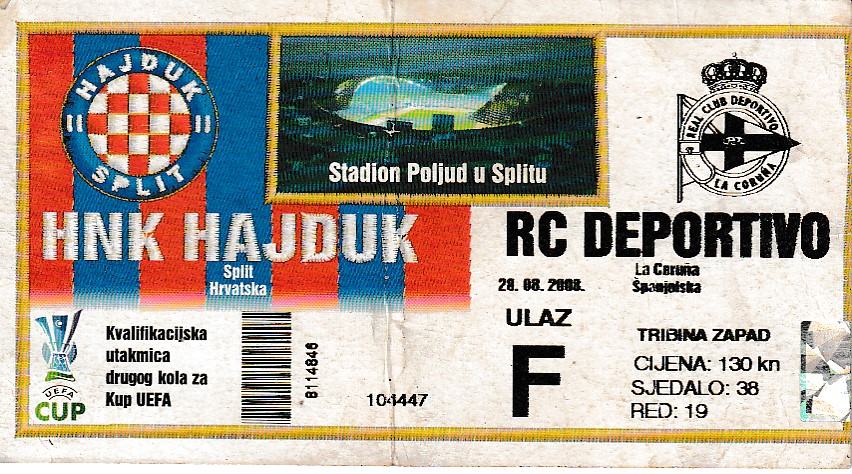 HAJDUK
SPLIT
Stadion Poljud u Splitu
REAL CLUB DEPORTIVO
LA CORUÑA
HNK HAJDUK
Split
Hrvatska
RC DEPORTIVO
La Coruña
Španjolska
28. 08. 2008.
ULAZ
F
TRIBINA ZAPAD
CIJENA: 130 kn
SJEDALO: 38
RED: 19
Kvalifikacijska
utakmica
drugog kola za
Kup UEFA
UEFA
CUP
8114846
104447